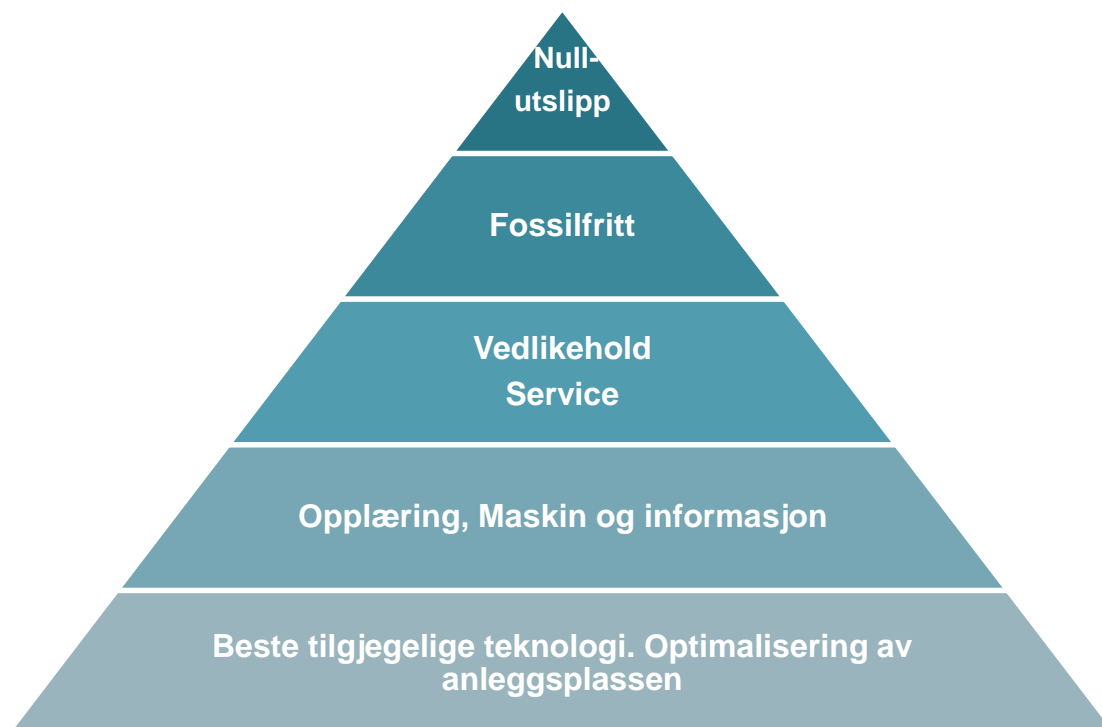 Null-
utslipp
Fossilfritt
Vedlikehold
Service
Opplæring, Maskin og informasjon
Beste tilgjegelige teknologi. Optimalisering av
anleggsplassen